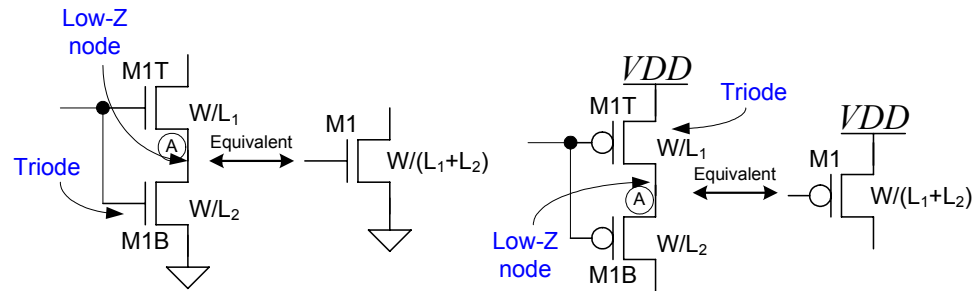 Low-Z
node
M1T
W/L₁
A
Triode
W/L₂
M1B
Equivalent
M1
W/(L₁+L₂)
VDD
M1T
Triode
W/L₁
A
Low-Z
node
W/L₂
M1B
Equivalent
VDD
M1
W/(L₁+L₂)